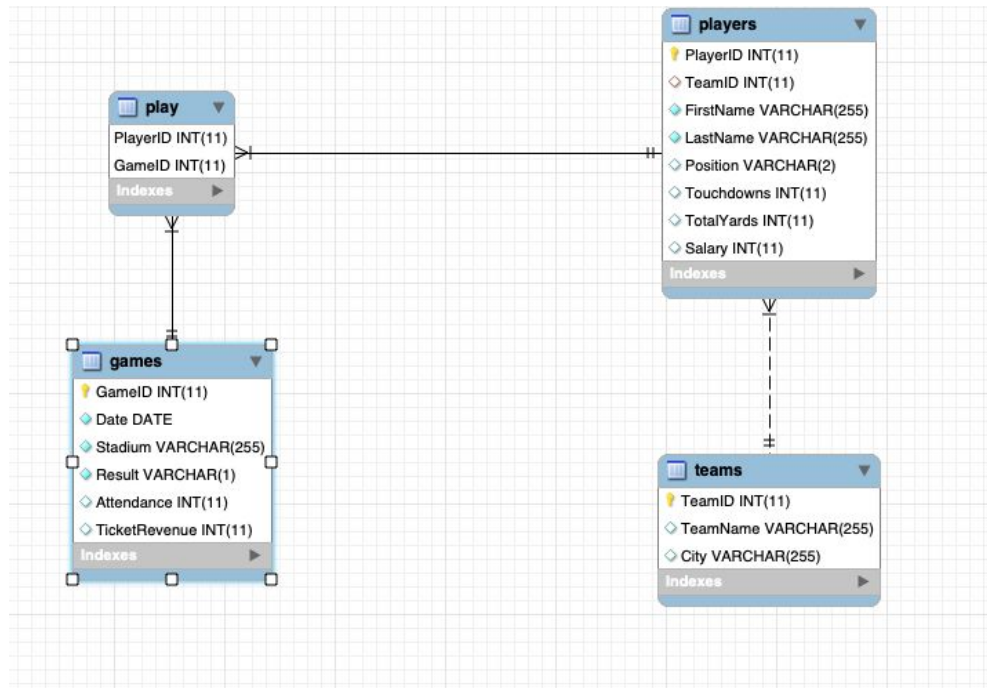 players
PlayerID INT(11)
TeamID INT(11)
FirstName VARCHAR(255)
LastName VARCHAR(255)
Position VARCHAR(2)
Touchdowns INT(11)
TotalYards INT(11)
Salary INT(11)
Indexes
play
PlayerID INT(11)
GameID INT(11)
Indexes
games
GameID INT(11)
Date DATE
Stadium VARCHAR(255)
Result VARCHAR(1)
Attendance INT(11)
TicketRevenue INT(11)
Indexes
teams
TeamID INT(11)
TeamName VARCHAR(255)
City VARCHAR(255)
Indexes